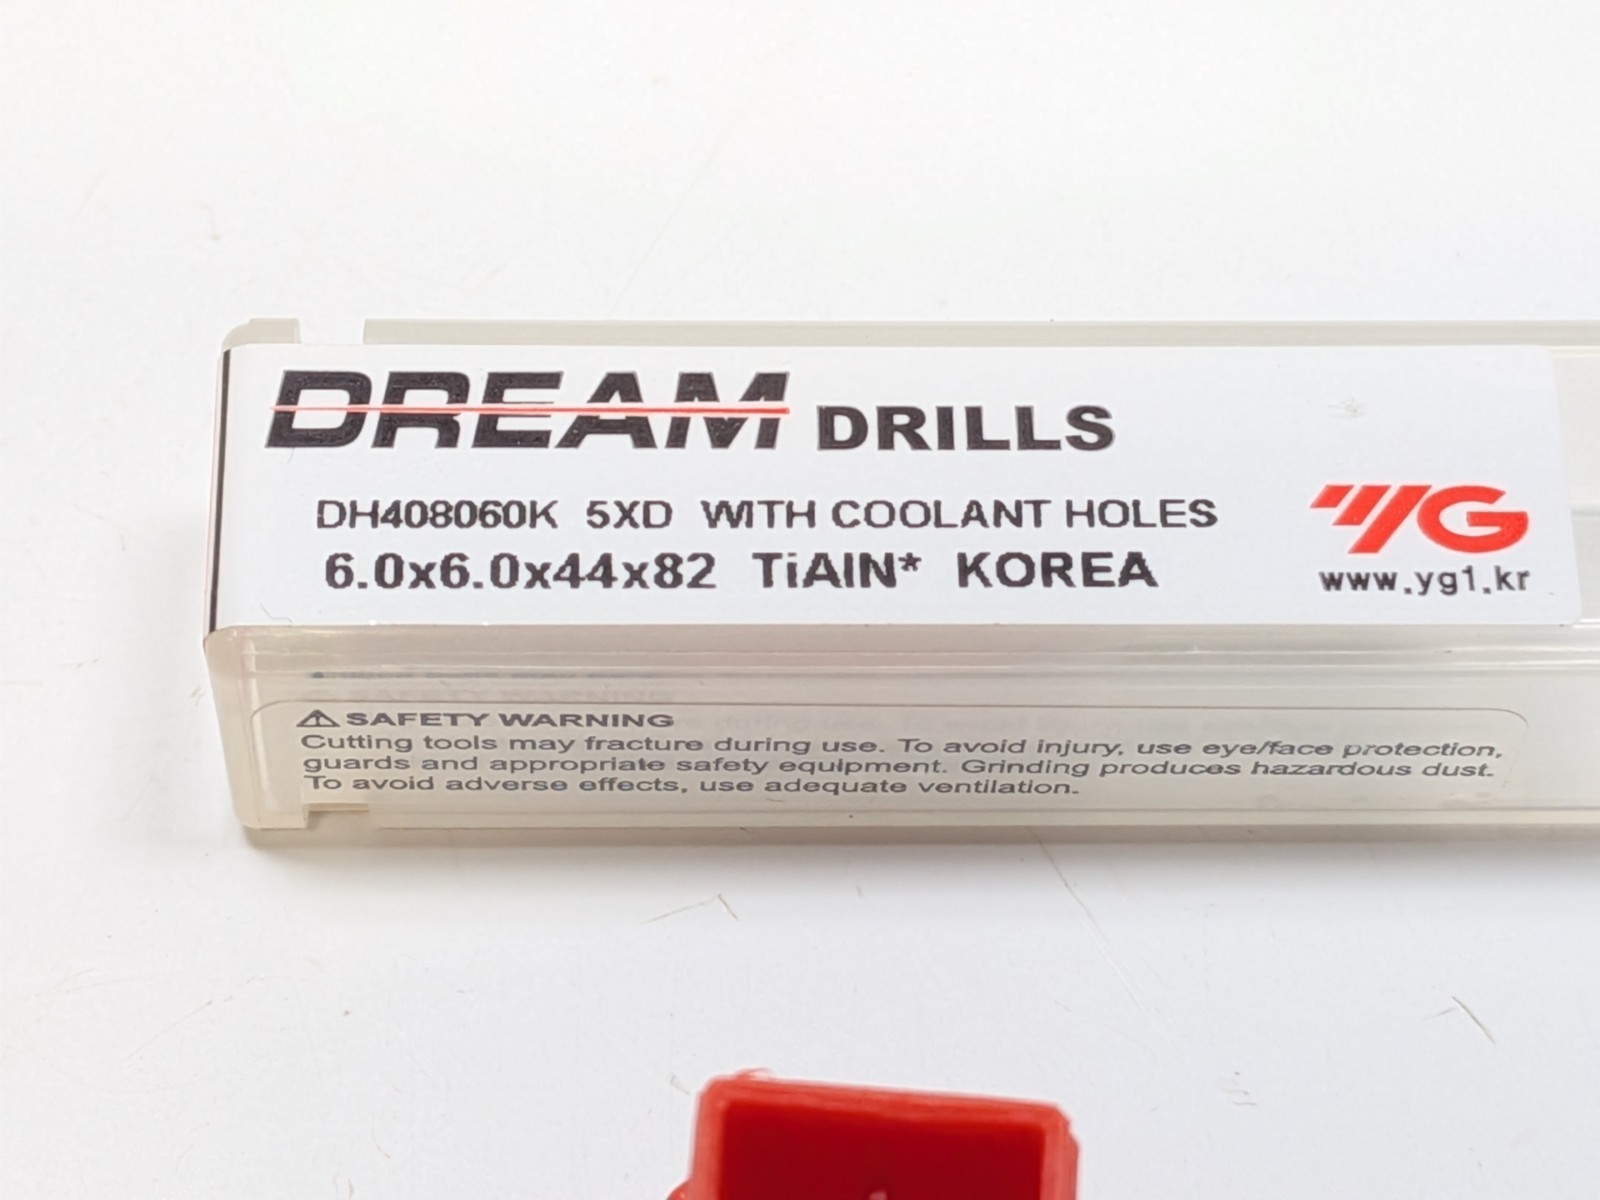 DREAM DRILLS
DH408060K 5XD WITH COOLANT HOLES
6.0x6.0x44x82 TiAlN* KOREA
YG
www.yg1.kr
⚠ SAFETY WARNING
Cutting tools may fracture during use. To avoid injury, use eye/face protection,
guards and appropriate safety equipment. Grinding produces hazardous dust.
To avoid adverse effects, use adequate ventilation.